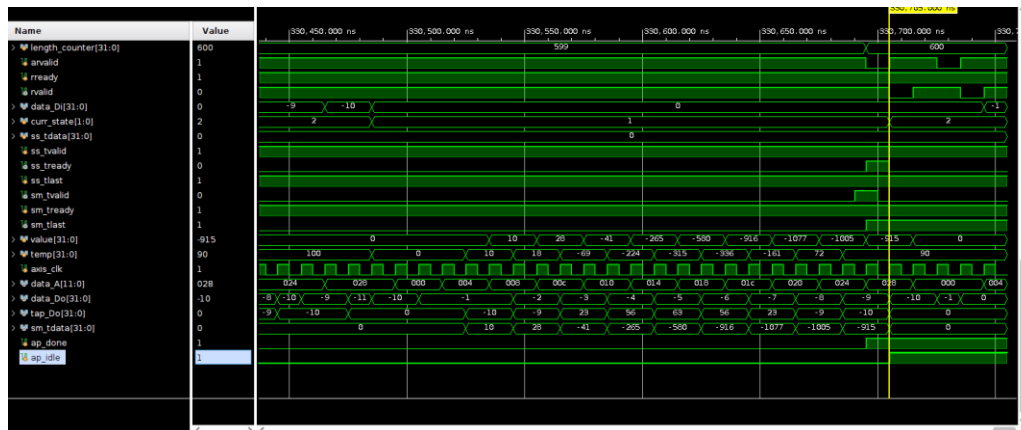 330,705.000 ns
Name Value 330,450.000 ns 330,500.000 ns 330,550.000 ns 330,600.000 ns 330,650.000 ns 330,700.000 ns 330,7
length_counter[31:0] 600 599 600
arvalid 1
rready 1
rvalid 0
data_Di[31:0] 0 -9 -10 0 -1
curr_state[1:0] 2 2 1 2
ss_tdata[31:0] 0 0
ss_tvalid 1
ss_tready 0
ss_tlast 1
sm_tvalid 0
sm_tready 1
sm_tlast 1
value[31:0] -915 0 10 28 -41 -265 -580 -916 -1077 -1005 -915 0
temp[31:0] 90 100 0 10 18 -69 -224 -315 -336 -161 72 90
axis_clk 1
data_A[11:0] 028 024 028 000 004 008 00c 010 014 018 01c 020 024 028 000 004
data_Do[31:0] -10 -8 -10 -9 -11 -10 -1 -2 -3 -4 -5 -6 -7 -8 -9 -10 -1 0
tap_Do[31:0] 0 -9 -10 0 -10 -9 23 56 63 56 23 -9 -10 0
sm_tdata[31:0] 0 0 10 28 -41 -265 -580 -916 -1077 -1005 -915 0
ap_done 1
ap_idle 1